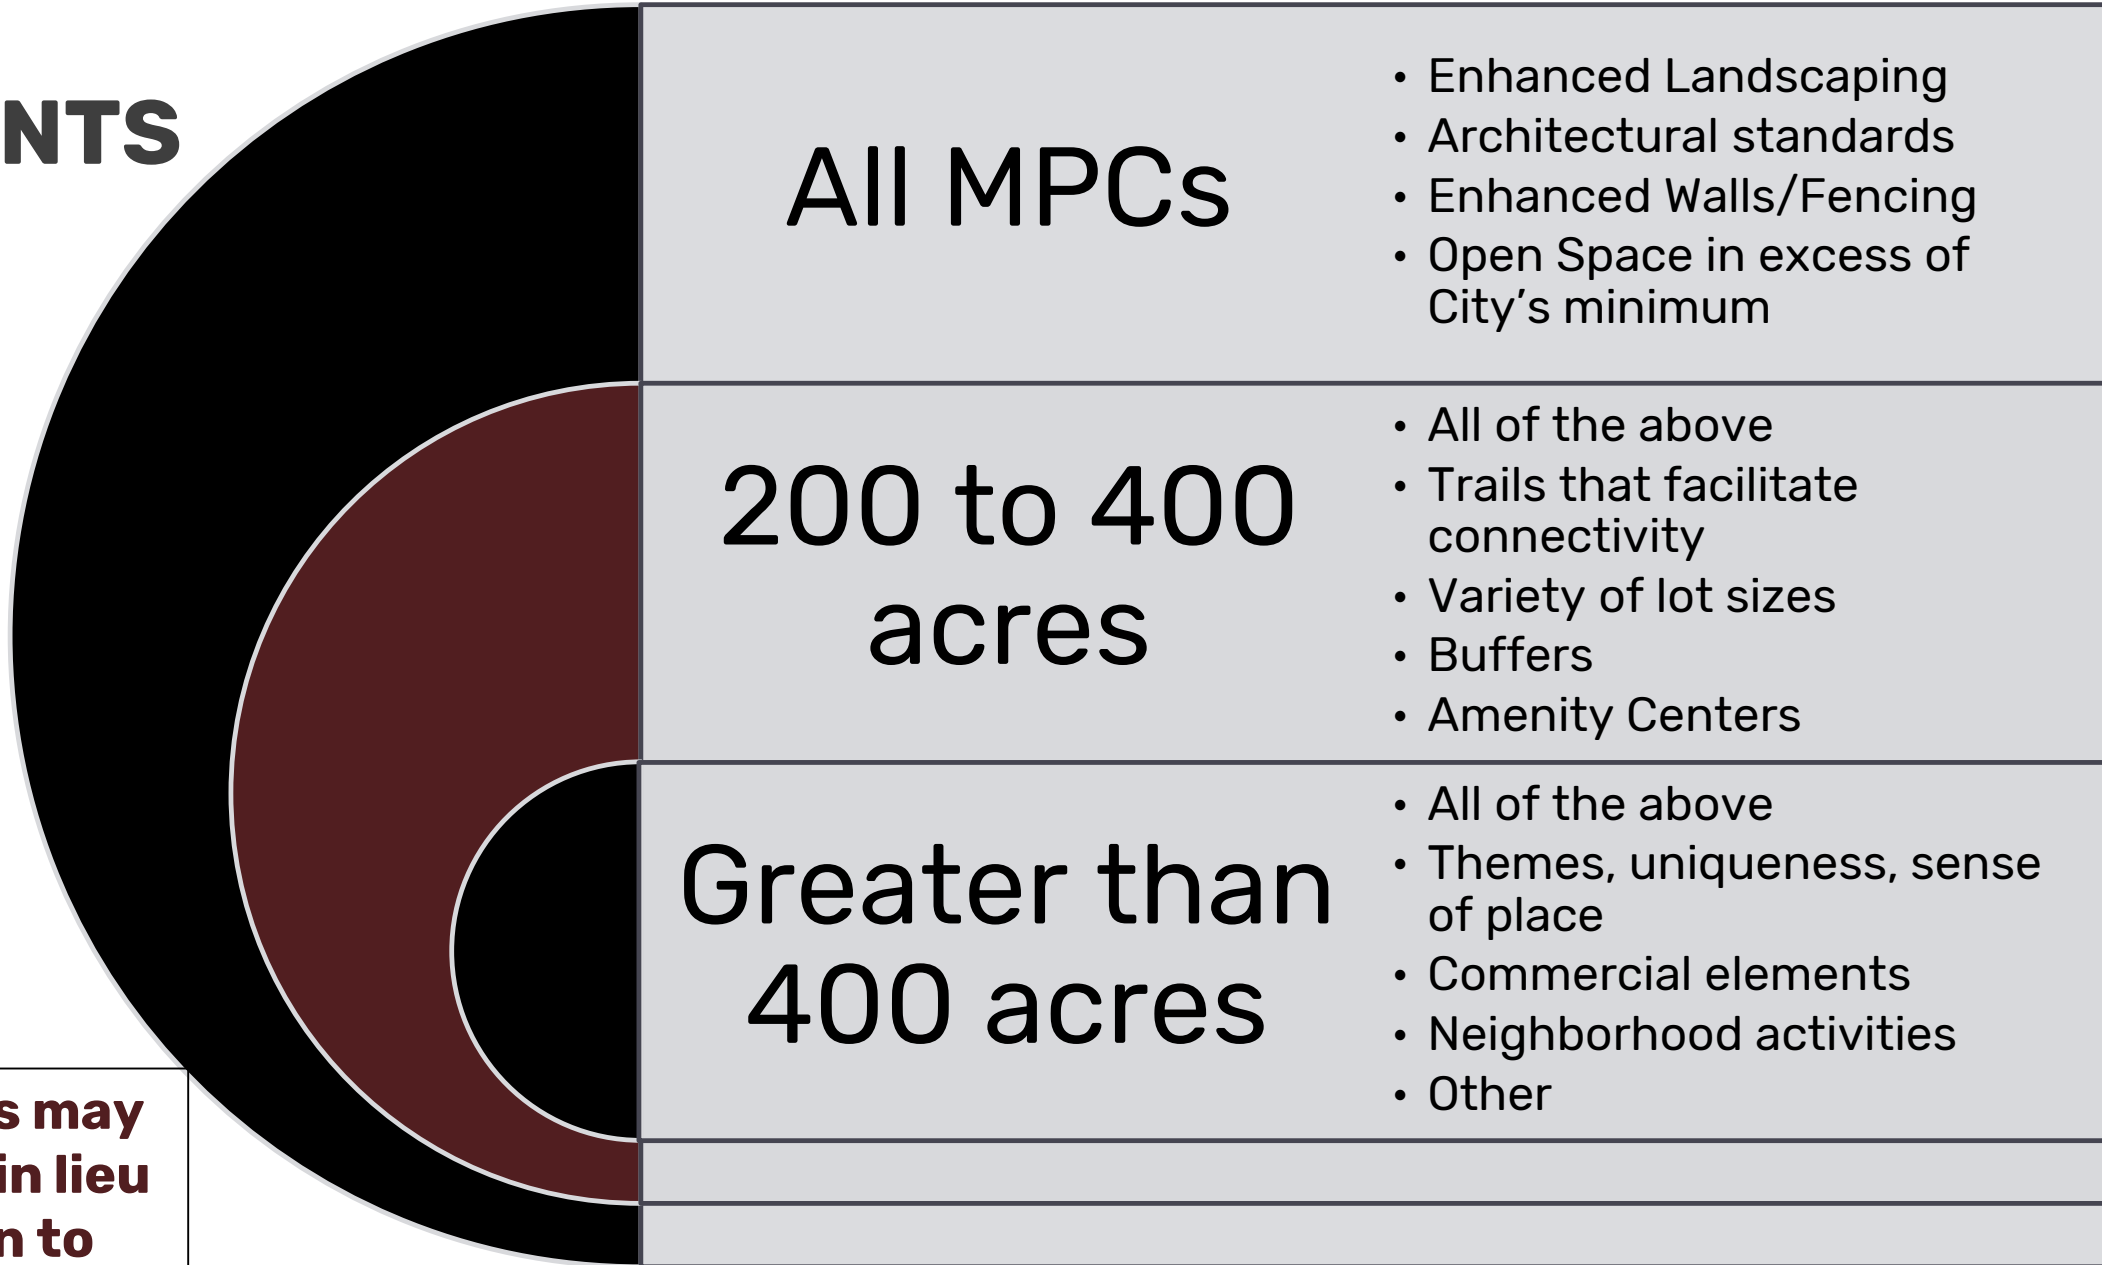 NTS
All MPCs
• Enhanced Landscaping
• Architectural standards
• Enhanced Walls/Fencing
• Open Space in excess of
City’s minimum
200 to 400
acres
• All of the above
• Trails that facilitate
connectivity
• Variety of lot sizes
• Buffers
• Amenity Centers
Greater than
400 acres
• All of the above
• Themes, uniqueness, sense
of place
• Commercial elements
• Neighborhood activities
• Other
s may
in lieu
n to